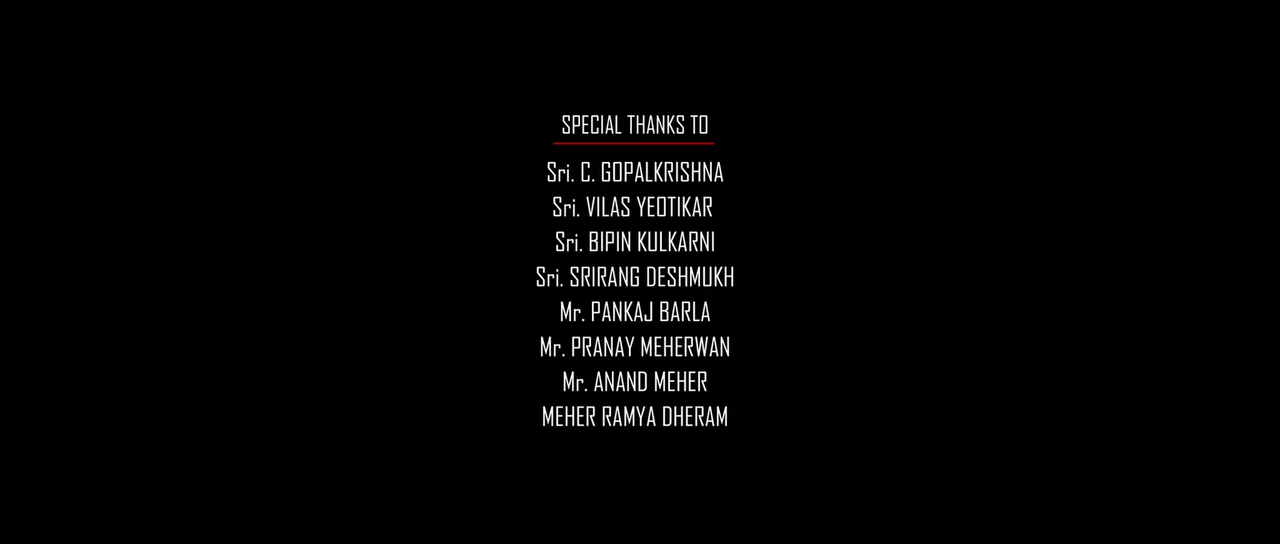 SPECIAL THANKS TO
Sri. C. GOPALKRISHNA
Sri. VILAS YEOTIKAR
Sri. BIPIN KULKARNI
Sri. SRIRANG DESHMUKH
Mr. PANKAJ BARLA
Mr. PRANAY MEHERWAN
Mr. ANAND MEHER
MEHER RAMYA DHERAM